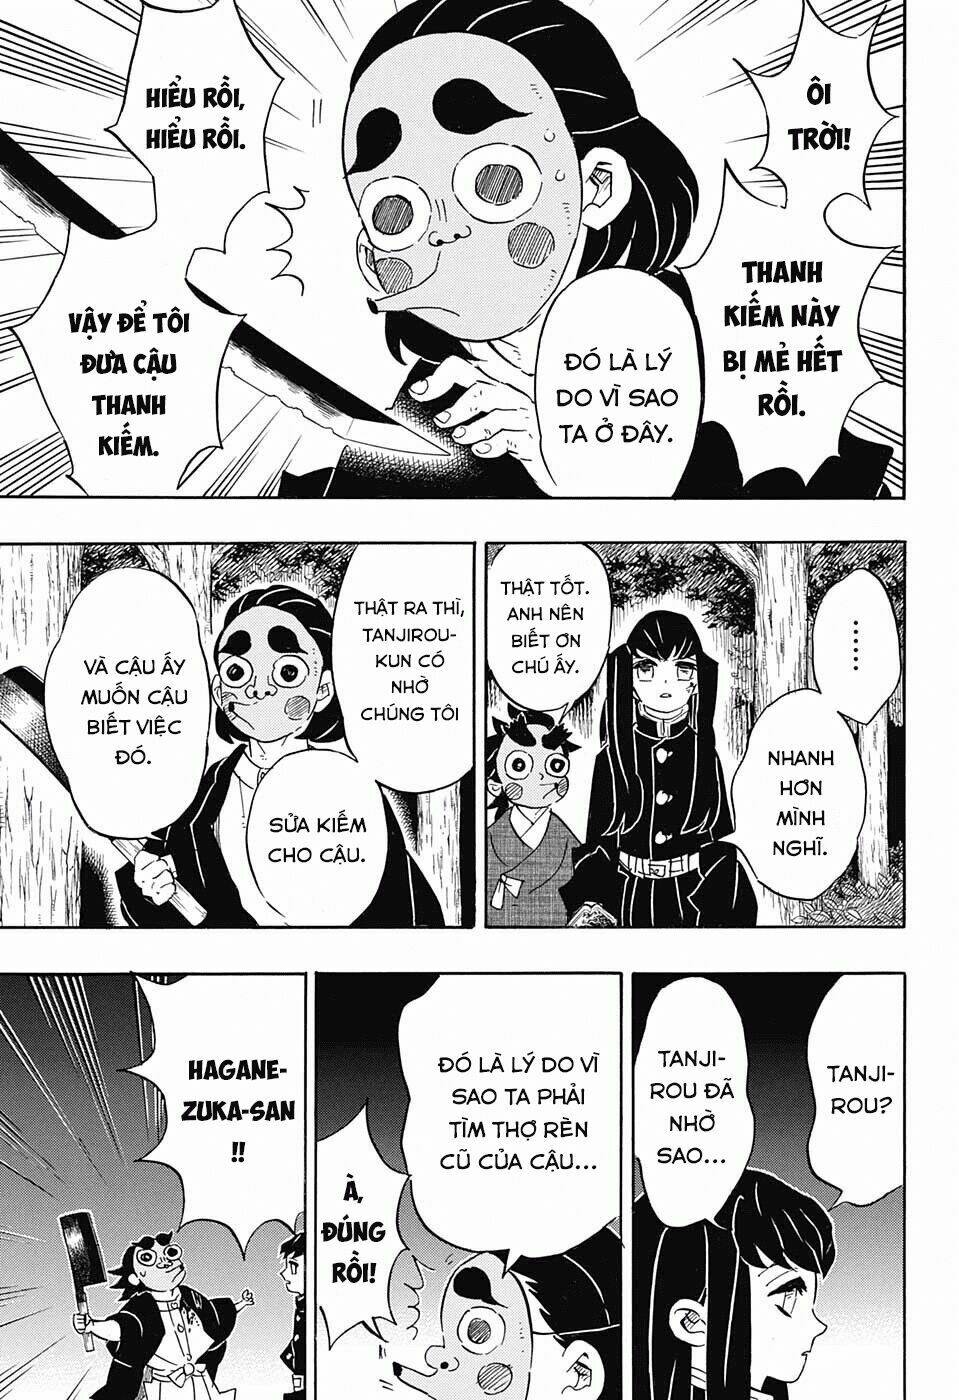 ÔI
TRỜI!
THANH
KIẾM NÀY
BỊ MẺ HẾT
RỒI.
ĐÓ LÀ LÝ
DO VÌ SAO
TA Ở ĐÂY.
HIỂU RỒI,
HIỂU RỒI.
VẬY ĐỂ TÔI
ĐƯA CẬU
THANH
KIẾM.
......
NHANH
HƠN
MÌNH
NGHĨ.
THẬT TỐT.
ANH NÊN
BIẾT ƠN
CHÚ ẤY.
THẬT RA THÌ,
TANJIROU-
KUN CÓ
NHỜ
CHÚNG TÔI
SỬA KIẾM
CHO CẬU.
VÀ CẬU ẤY
MUỐN CẬU
BIẾT VIỆC
ĐÓ.
TANJI-
ROU?
TANJI-
ROU ĐÃ
NHỜ
SAO...
ĐÓ LÀ LÝ DO VÌ
SAO TA PHẢI
TÌM THỢ RÈN
CŨ CỦA CẬU...
À,
ĐÚNG
RỒI!
HAGANE-
ZUKA-SAN
!!